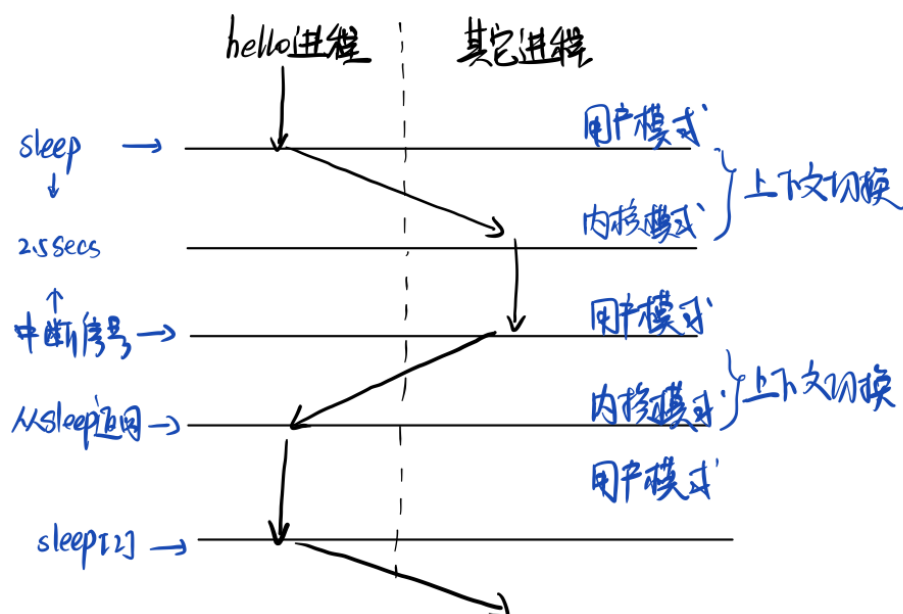 hello进程
其它进程
用户模式
sleep
上下文切换
内核模式
2.5secs
用户模式
中断信号
内核模式
上下文切换
从sleep返回
用户模式
sleep[2]